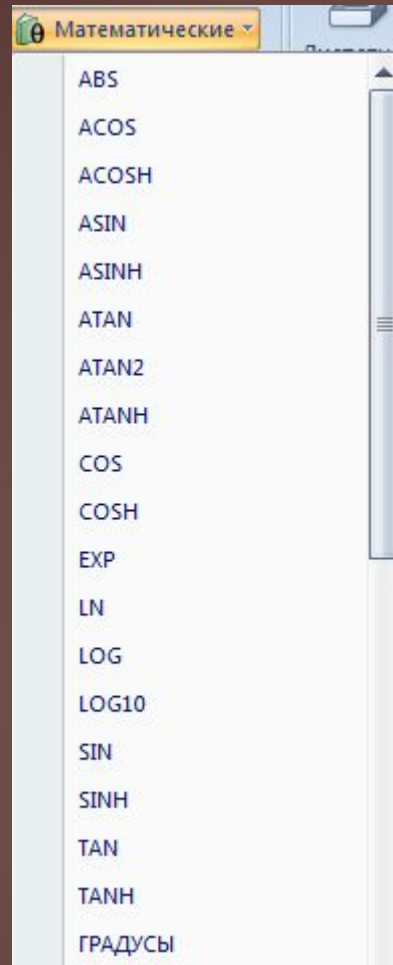 Математические
ABS
ACOS
ACOSH
ASIN
ASINH
ATAN
ATAN2
ATANH
COS
COSH
EXP
LN
LOG
LOG10
SIN
SINH
TAN
TANH
ГРАДУСЫ